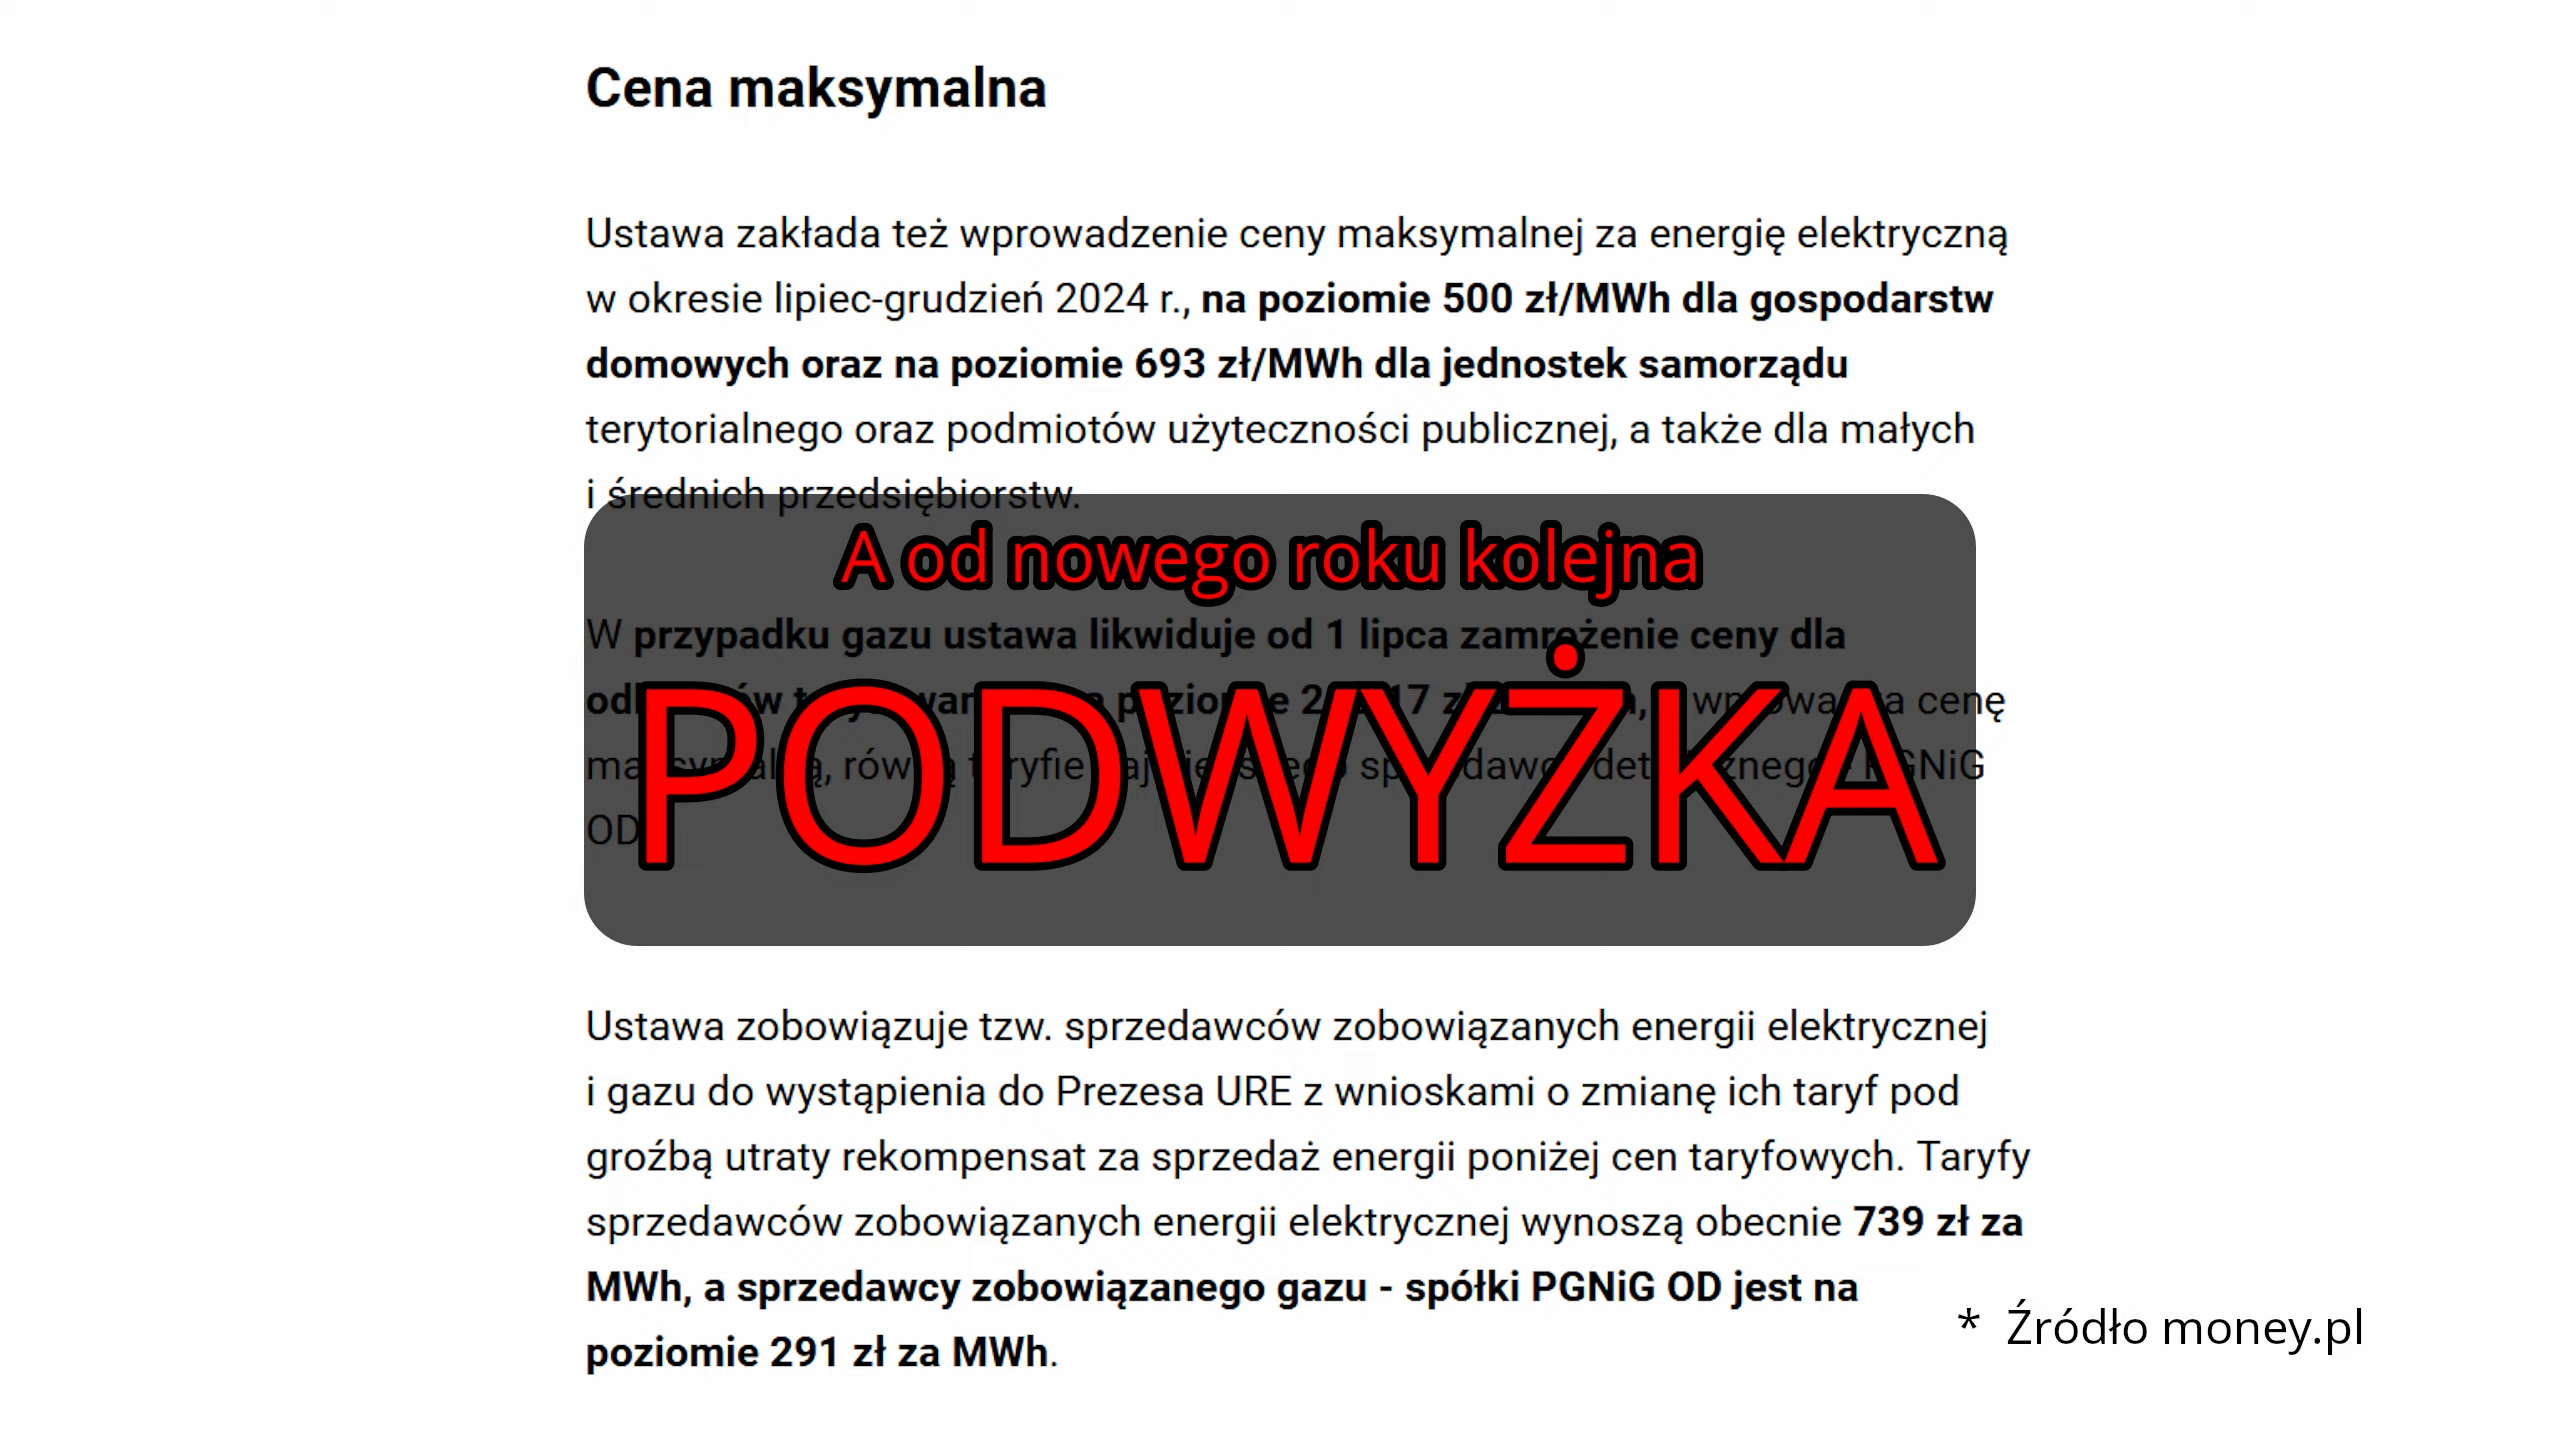 Cena maksymalna
Ustawa zakłada też wprowadzenie ceny maksymalnej za energię elektryczną
w okresie lipiec-grudzień 2024 r., na poziomie 500 zł/MWh dla gospodarstw
domowych oraz na poziomie 693 zł/MWh dla jednostek samorządu
terytorialnego oraz podmiotów użyteczności publicznej, a także dla małych
i średnich przedsiębiorstw.
A od nowego roku kolejna
W przypadku gazu ustawa likwiduje od 1 lipca zamrożenie ceny dla
PODWYŻKA
cenę
PGNiG
OD
Ustawa zobowiązuje tzw. sprzedawców zobowiązanych energii elektrycznej
i gazu do wystąpienia do Prezesa URE z wnioskami o zmianę ich taryf pod
groźbą utraty rekompensat za sprzedaż energii poniżej cen taryfowych. Taryfy
sprzedawców zobowiązanych energii elektrycznej wynoszą obecnie 739 zł za
MWh, a sprzedawcy zobowiązanego gazu - spółki PGNiG OD jest na
poziomie 291 zł za MWh.
* Źródło money.pl